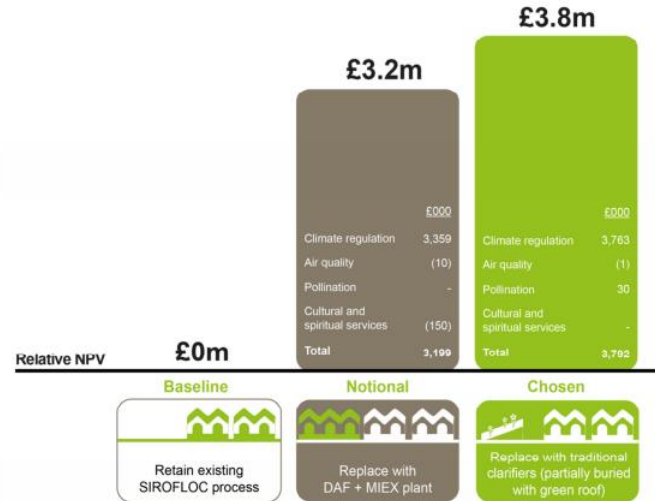 £3.8m
£3.2m
£000
Climate regulation 3,359
Air quality (10)
Pollination -
Cultural and
spiritual services (150)
Total 3,199
£000
Climate regulation 3,763
Air quality (1)
Pollination 30
Cultural and
spiritual services -
Total 3,792
Relative NPV
£0m
Baseline
Notional
Chosen
Retain existing
SIROFLOC process
Replace with
DAF + MIEX plant
Replace with traditional
clarifiers (partially buried
with green roof)